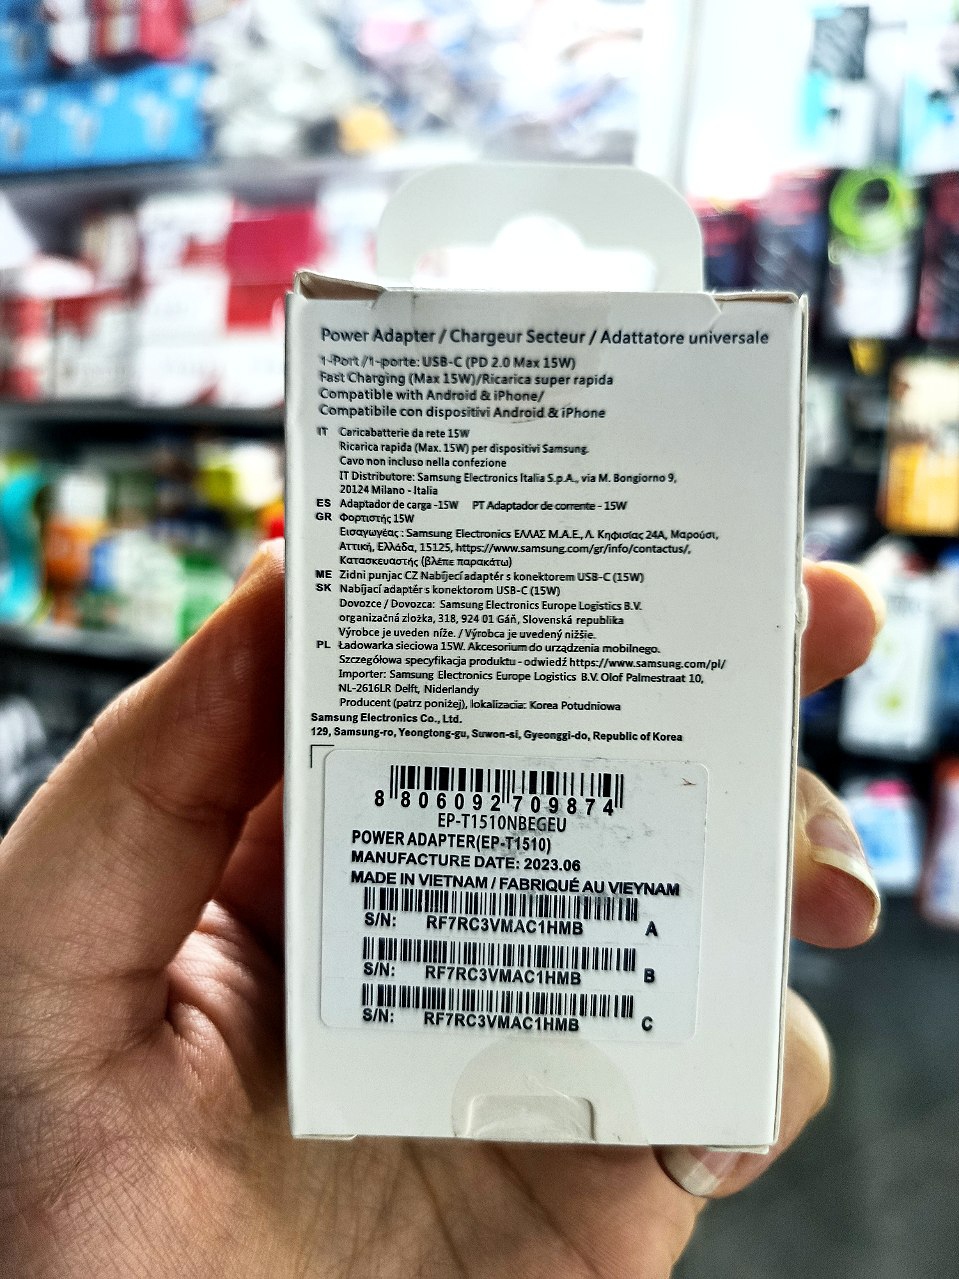 Power Adapter / Chargeur Secteur / Adattatore universale
1-Port /1-porte: USB-C (PD 2.0 Max 15W)
Fast Charging (Max 15W)/Ricarica super rapida
Compatible with Android & iPhone/
Compatibile con dispositivi Android & iPhone
IT Caricabatterie da rete 15W
Ricarica rapida (Max. 15W) per dispositivi Samsung.
Cavo non incluso nella confezione
IT Distributore: Samsung Electronics Italia S.p.A., via M. Bongiorno 9,
20124 Milano - Italia
ES Adaptador de carga -15W PT Adaptador de corrente - 15W
GR Φορτιστής 15W
Εισαγωγέας : Samsung Electronics ΕΛΛΑΣ Μ.Α.Ε., Λ. Κηφισίας 24Α, Μαρούσι,
Αττική, Ελλάδα, 15125, https://www.samsung.com/gr/info/contactus/,
Κατασκευαστής (βλέπε παρακάτω)
ME Zidni punjac CZ Nabíjecí adaptér s konektorem USB-C (15W)
SK Nabíjací adaptér s konektorom USB-C (15W)
Dovozce / Dovozca: Samsung Electronics Europe Logistics B.V.
organizačná zložka, 318, 924 01 Gáň, Slovenská republika
Výrobce je uveden níže. / Výrobca je uvedený nižšie.
PL Ładowarka sieciowa 15W. Akcesorium do urządzenia mobilnego.
Szczegółowa specyfikacja produktu - odwiedź https://www.samsung.com/pl/
Importer: Samsung Electronics Europe Logistics B.V. Olof Palmestraat 10,
NL-2616LR Delft, Niderlandy
Producent (patrz poniżej), lokalizacia: Korea Potudniowa
Samsung Electronics Co., Ltd.
129, Samsung-ro, Yeongtong-gu, Suwon-si, Gyeonggi-do, Republic of Korea
8 806092 709874
EP-T1510NBEGEU
POWER ADAPTER(EP-T1510)
MANUFACTURE DATE: 2023.06
MADE IN VIETNAM / FABRIQUÉ AU VIEYNAM
S/N: RF7RC3VMAC1HMB A
S/N: RF7RC3VMAC1HMB B
S/N: RF7RC3VMAC1HMB C